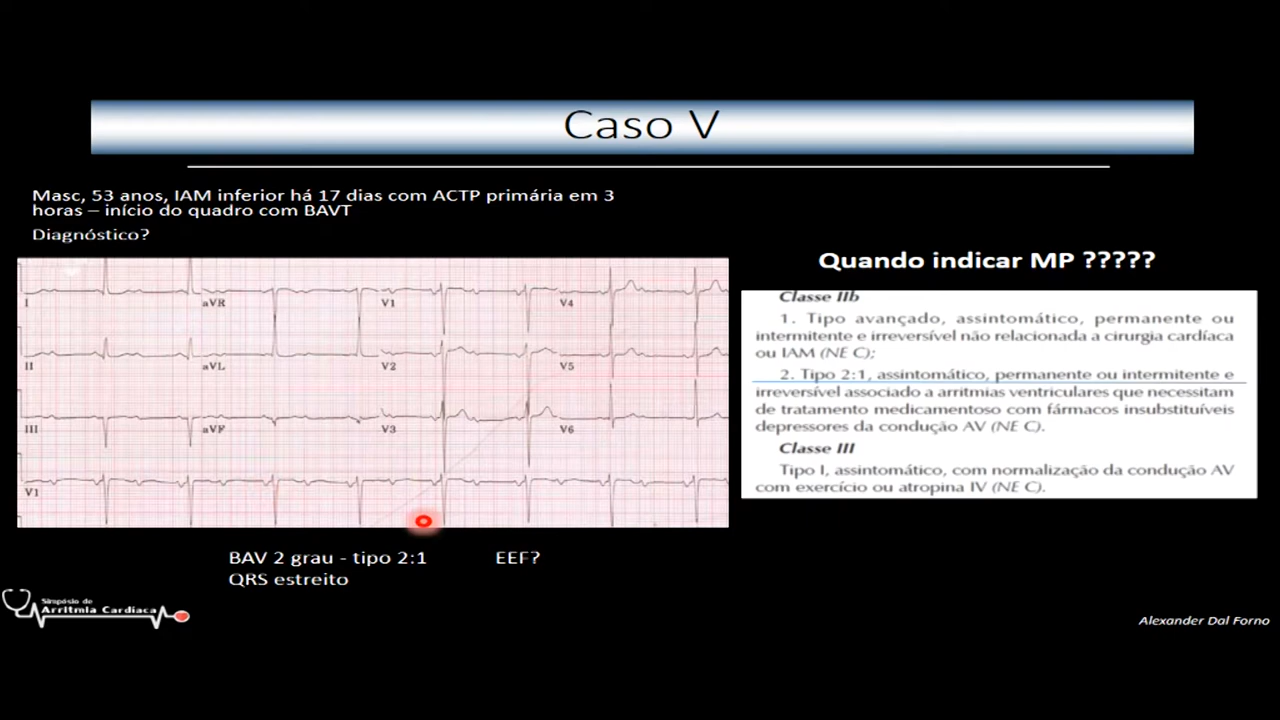 Caso V
Masc, 53 anos, IAM inferior há 17 dias com ACTP primária em 3
horas – início do quadro com BAVT
Diagnóstico?
I
aVR
V1
V4
II
aVL
V2
V5
III
aVF
V3
V6
V1
Quando indicar MP ?????
Classe IIb
1. Tipo avançado, assintomático, permanente ou
intermitente e irreversível não relacionada a cirurgia cardíaca
ou IAM (NE C);
2. Tipo 2:1, assintomático, permanente ou intermitente e
irreversível associado a arritmias ventriculares que necessitam
de tratamento medicamentoso com fármacos insubstituíveis
depressores da condução AV (NE C).
Classe III
Tipo I, assintomático, com normalização da condução AV
com exercício ou atropina IV (NE C).
BAV 2 grau - tipo 2:1
QRS estreito
EEF?
Simpósio de
Arritmia Cardíaca
Alexander Dal Forno